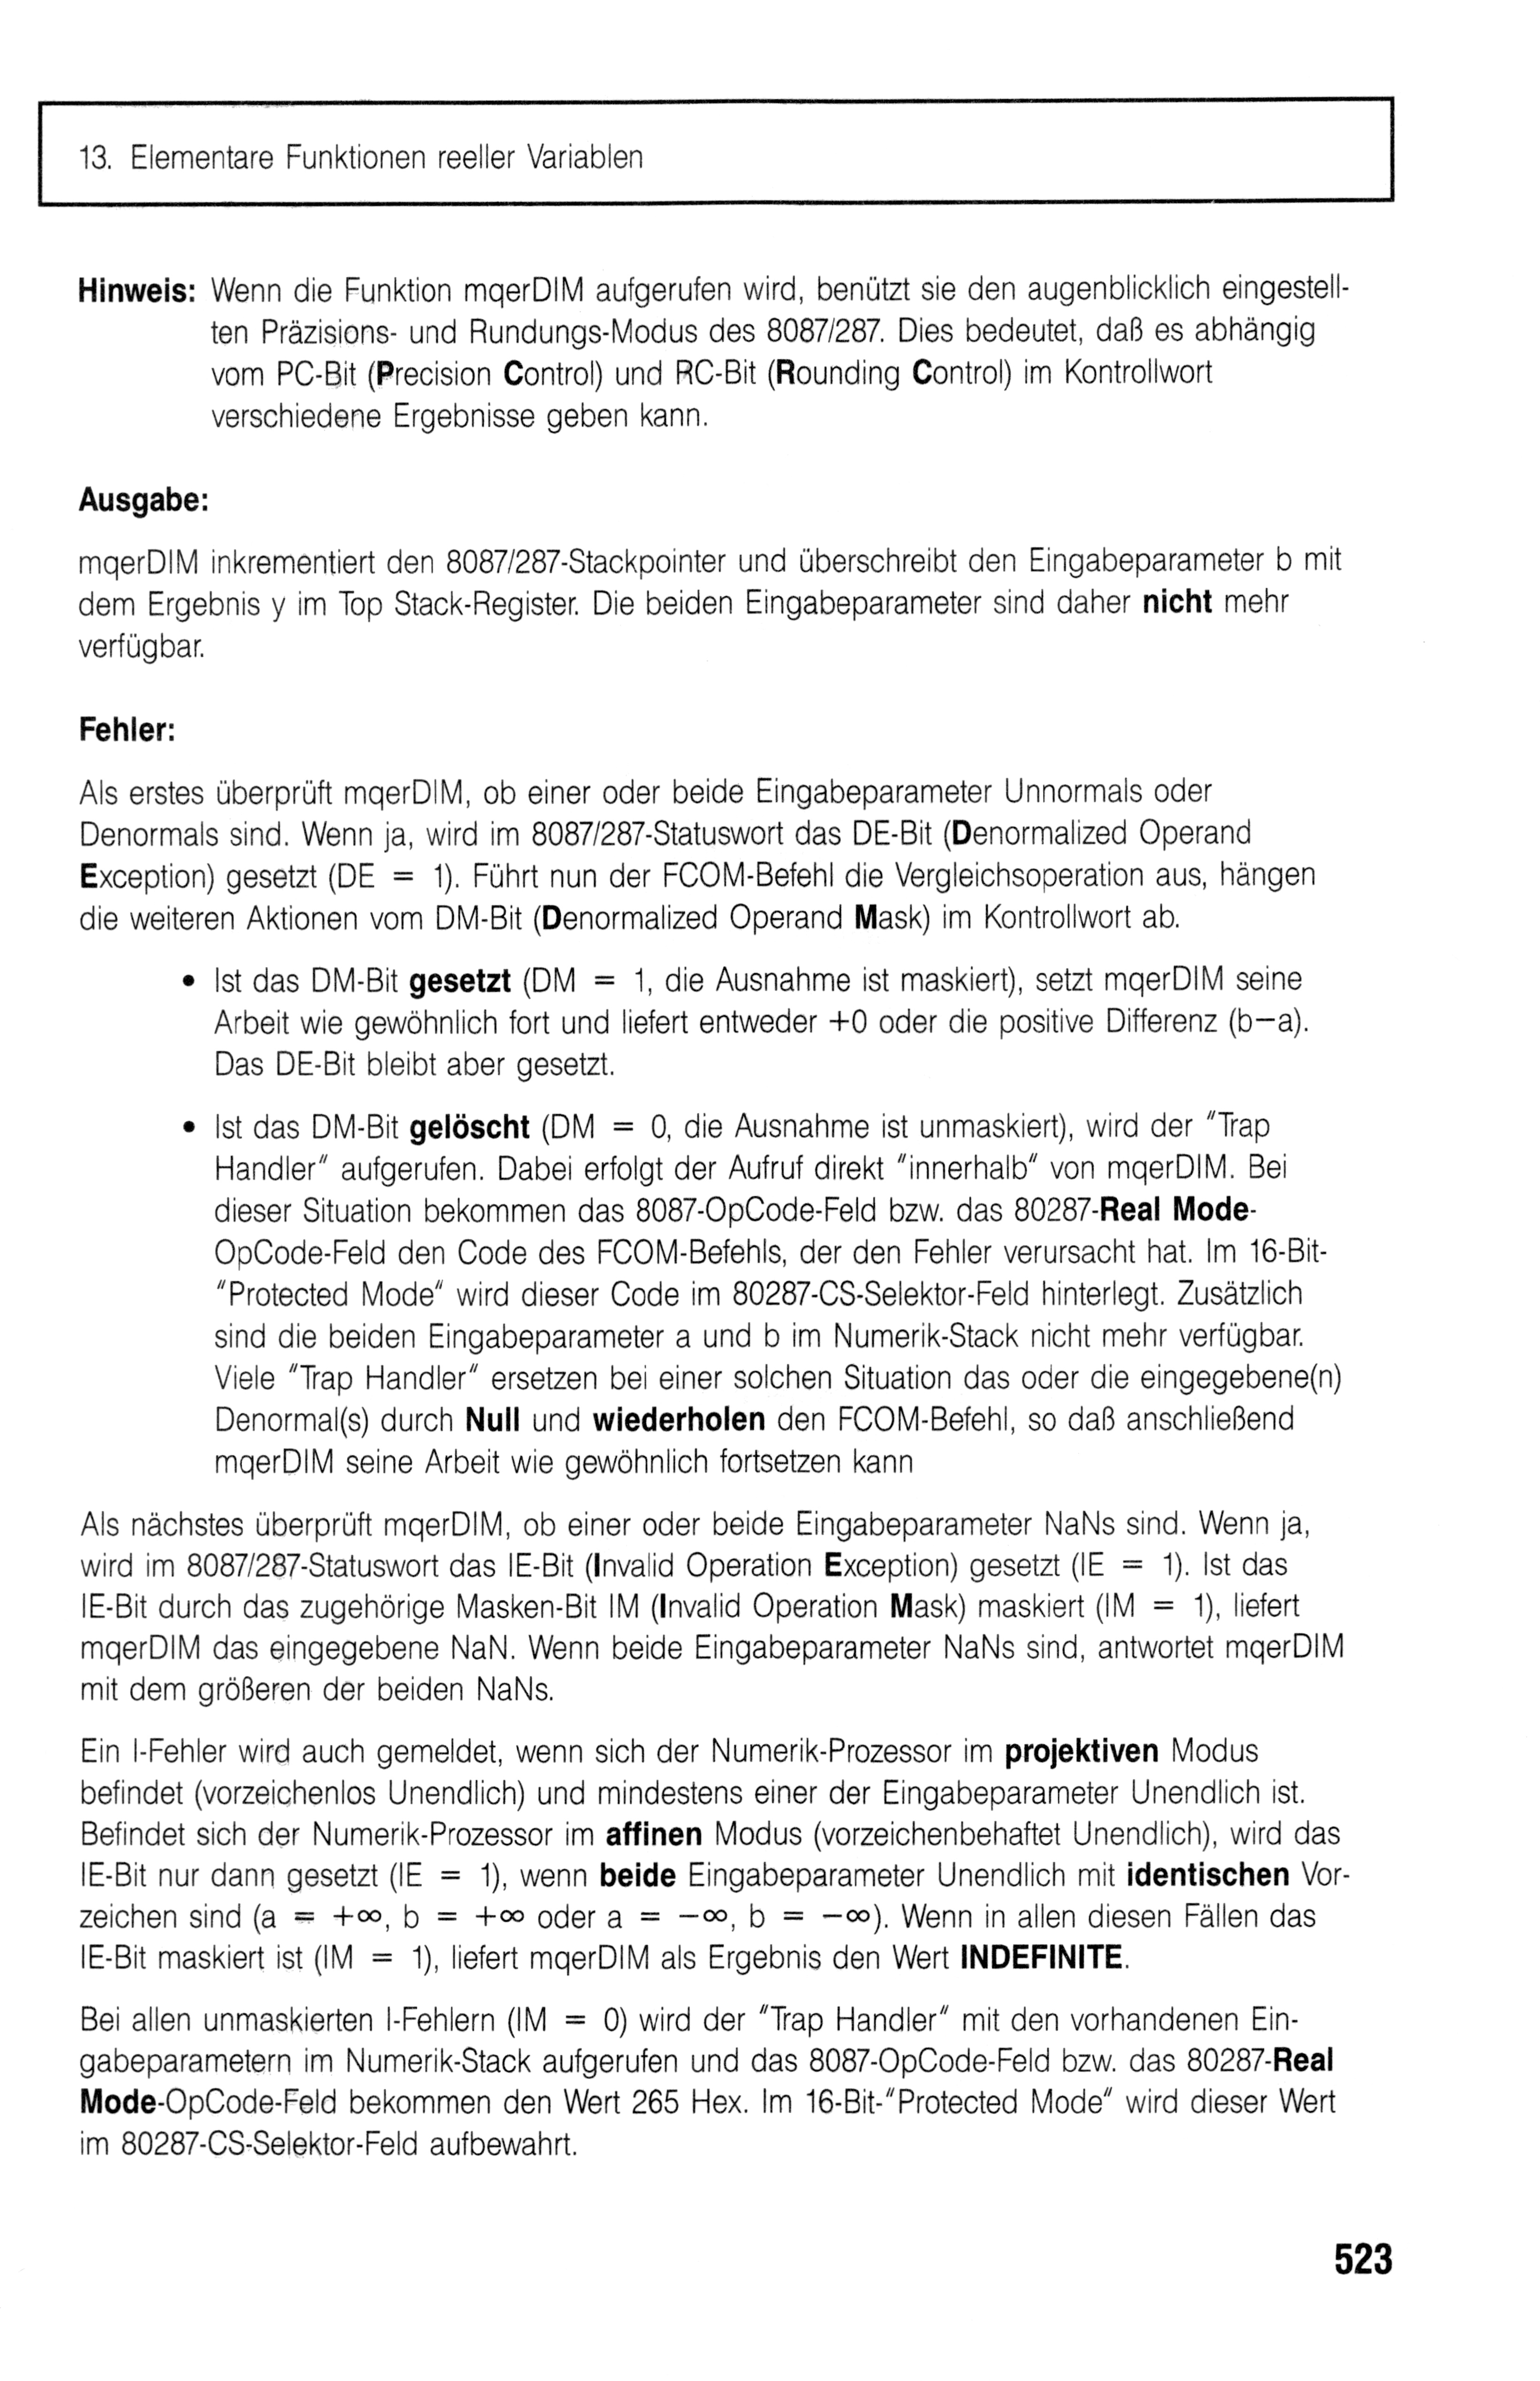 13. Elementare Funktionen reeller Variablen
Hinweis: Wenn die Funktion mqerDIM aufgerufen wird, benützt sie den augenblicklich eingestell-
ten Präzisions- und Rundungs-Modus des 8087/287. Dies bedeutet, daß es abhängig
vom PC-Bit (Precision Control) und RC-Bit (Rounding Control) im Kontrollwort
verschiedene Ergebnisse geben kann.
Ausgabe:
mqerDIM inkrementiert den 8087/287-Stackpointer und überschreibt den Eingabeparameter b mit
dem Ergebnis y im Top Stack-Register. Die beiden Eingabeparameter sind daher nicht mehr
verfügbar.
Fehler:
Als erstes überprüft mqerDIM, ob einer oder beide Eingabeparameter Unnormals oder
Denormals sind. Wenn ja, wird im 8087/287-Statuswort das DE-Bit (Denormalized Operand
Exception) gesetzt (DE = 1). Führt nun der FCOM-Befehl die Vergleichsoperation aus, hängen
die weiteren Aktionen vom DM-Bit (Denormalized Operand Mask) im Kontrollwort ab.
• Ist das DM-Bit gesetzt (DM = 1, die Ausnahme ist maskiert), setzt mqerDIM seine
Arbeit wie gewöhnlich fort und liefert entweder +0 oder die positive Differenz (b−a).
Das DE-Bit bleibt aber gesetzt.
• Ist das DM-Bit gelöscht (DM = 0, die Ausnahme ist unmaskiert), wird der "Trap
Handler" aufgerufen. Dabei erfolgt der Aufruf direkt "innerhalb" von mqerDIM. Bei
dieser Situation bekommen das 8087-OpCode-Feld bzw. das 80287-Real Mode-
OpCode-Feld den Code des FCOM-Befehls, der den Fehler verursacht hat. Im 16-Bit-
"Protected Mode" wird dieser Code im 80287-CS-Selektor-Feld hinterlegt. Zusätzlich
sind die beiden Eingabeparameter a und b im Numerik-Stack nicht mehr verfügbar.
Viele "Trap Handler" ersetzen bei einer solchen Situation das oder die eingegebene(n)
Denormal(s) durch Null und wiederholen den FCOM-Befehl, so daß anschließend
mqerDIM seine Arbeit wie gewöhnlich fortsetzen kann
Als nächstes überprüft mqerDIM, ob einer oder beide Eingabeparameter NaNs sind. Wenn ja,
wird im 8087/287-Statuswort das IE-Bit (Invalid Operation Exception) gesetzt (IE = 1). Ist das
IE-Bit durch das zugehörige Masken-Bit IM (Invalid Operation Mask) maskiert (IM = 1), liefert
mqerDIM das eingegebene NaN. Wenn beide Eingabeparameter NaNs sind, antwortet mqerDIM
mit dem größeren der beiden NaNs.
Ein I-Fehler wird auch gemeldet, wenn sich der Numerik-Prozessor im projektiven Modus
befindet (vorzeichenlos Unendlich) und mindestens einer der Eingabeparameter Unendlich ist.
Befindet sich der Numerik-Prozessor im affinen Modus (vorzeichenbehaftet Unendlich), wird das
IE-Bit nur dann gesetzt (IE = 1), wenn beide Eingabeparameter Unendlich mit identischen Vor-
zeichen sind (a = +∞, b = +∞ oder a = −∞, b = −∞). Wenn in allen diesen Fällen das
IE-Bit maskiert ist (IM = 1), liefert mqerDIM als Ergebnis den Wert INDEFINITE.
Bei allen unmaskierten I-Fehlern (IM = 0) wird der "Trap Handler" mit den vorhandenen Ein-
gabeparametern im Numerik-Stack aufgerufen und das 8087-OpCode-Feld bzw. das 80287-Real
Mode-OpCode-Feld bekommen den Wert 265 Hex. Im 16-Bit-"Protected Mode" wird dieser Wert
im 80287-CS-Selektor-Feld aufbewahrt.
523